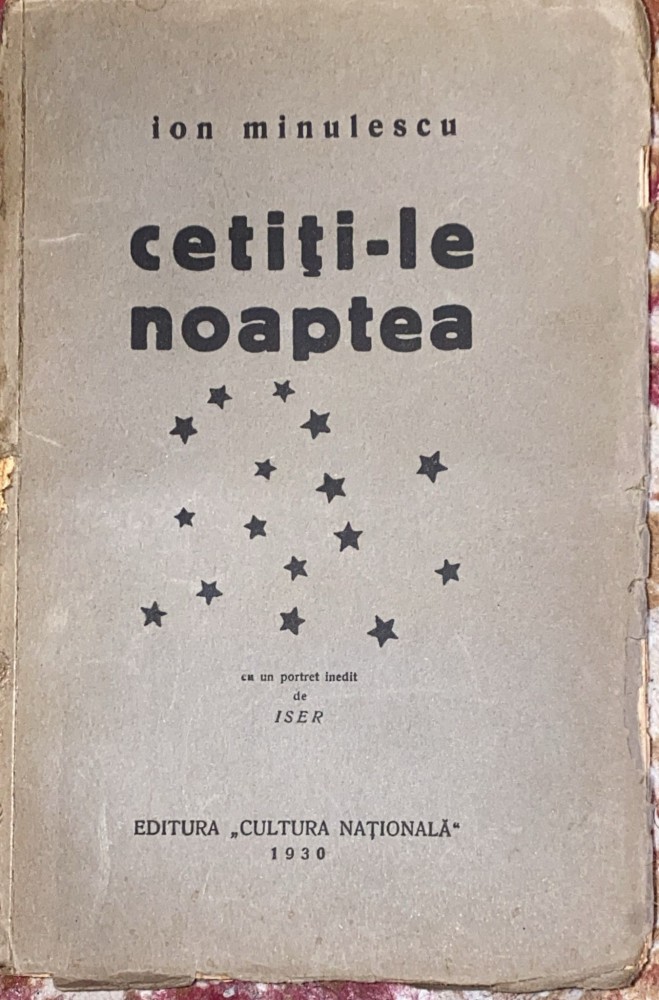 ion minulescu
cetiţi-le
noaptea
cu un portret inedit
de
ISER
EDITURA „CULTURA NAŢIONALĂ“
1930